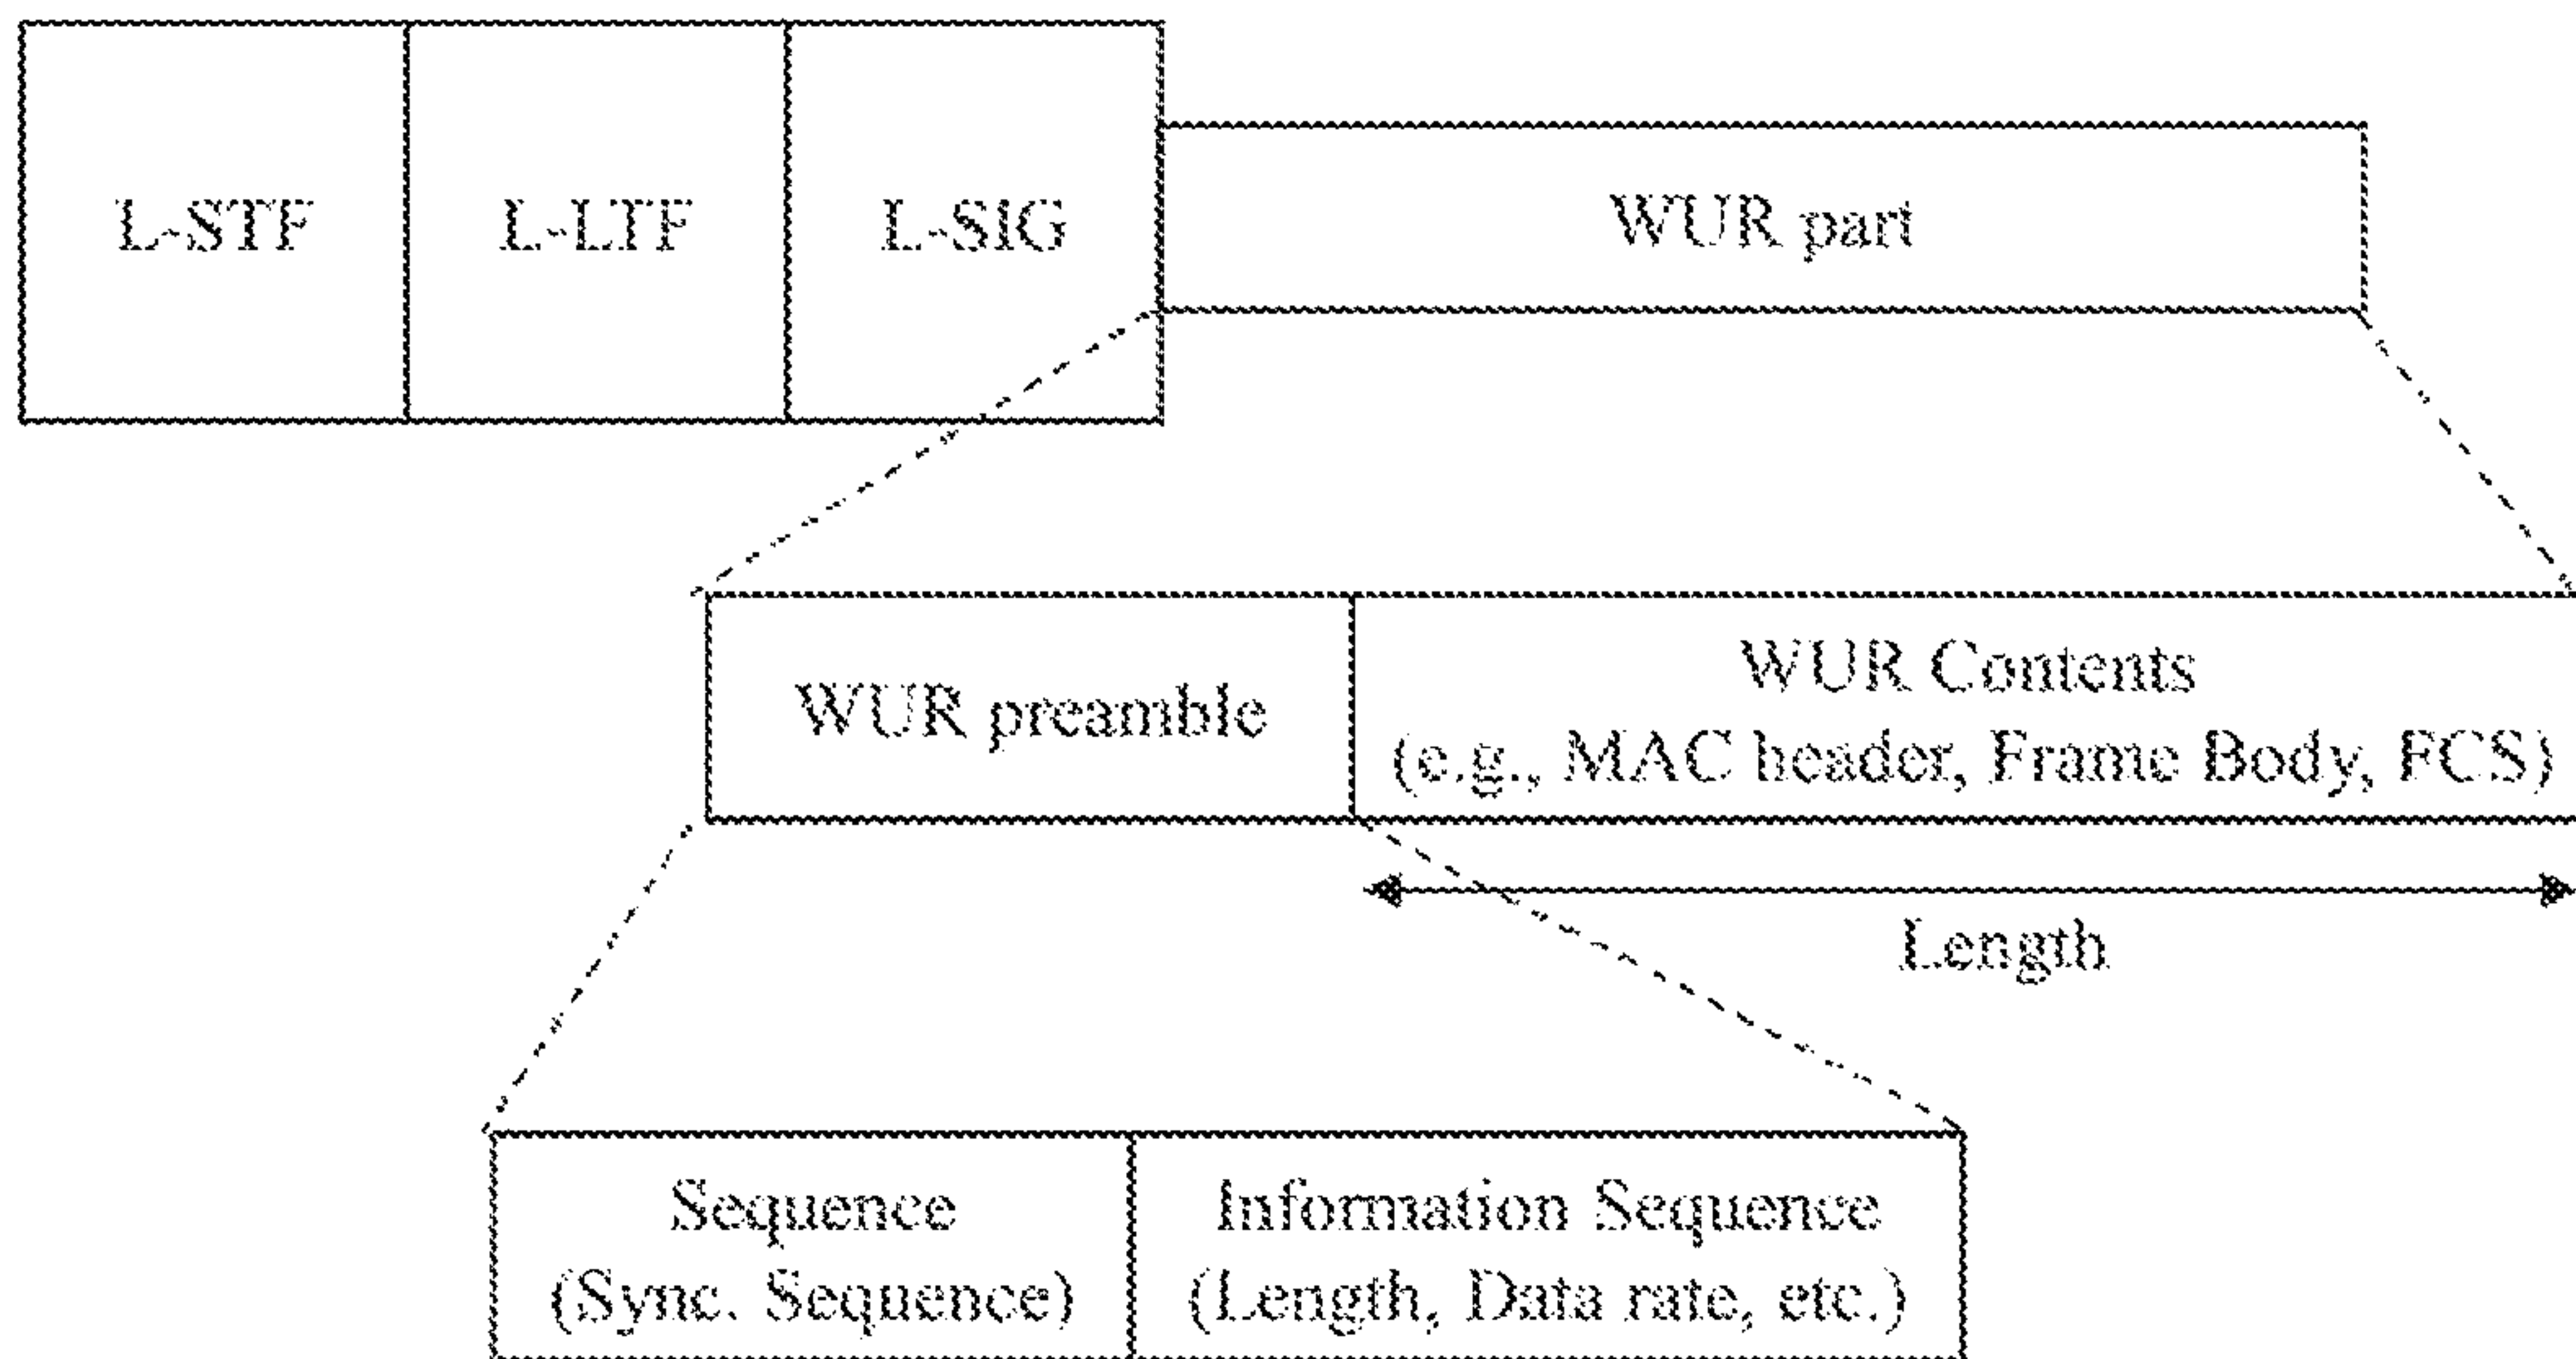 L-STF
L-LTF
L-SIG
WUR part
WUR preamble
WUR Contents
(e.g., MAC header, Frame Body, FCS)
Length
Sequence
(Sync. Sequence)
Information Sequence
(Length, Data rate, etc.)